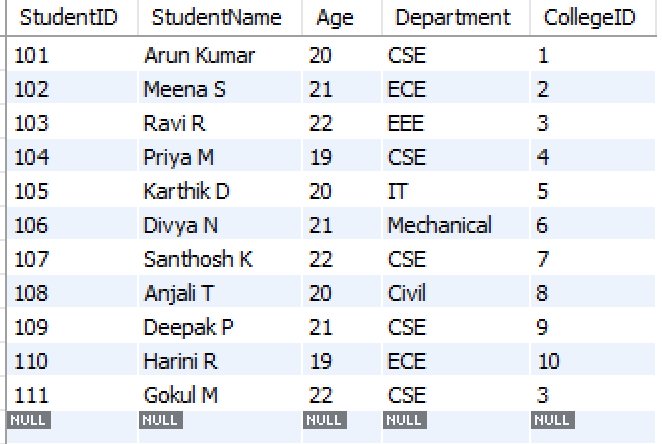 StudentID StudentName Age Department CollegeID
101 Arun Kumar 20 CSE 1
102 Meena S 21 ECE 2
103 Ravi R 22 EEE 3
104 Priya M 19 CSE 4
105 Karthik D 20 IT 5
106 Divya N 21 Mechanical 6
107 Santhosh K 22 CSE 7
108 Anjali T 20 Civil 8
109 Deepak P 21 CSE 9
110 Harini R 19 ECE 10
111 Gokul M 22 CSE 3
NULL NULL NULL NULL NULL